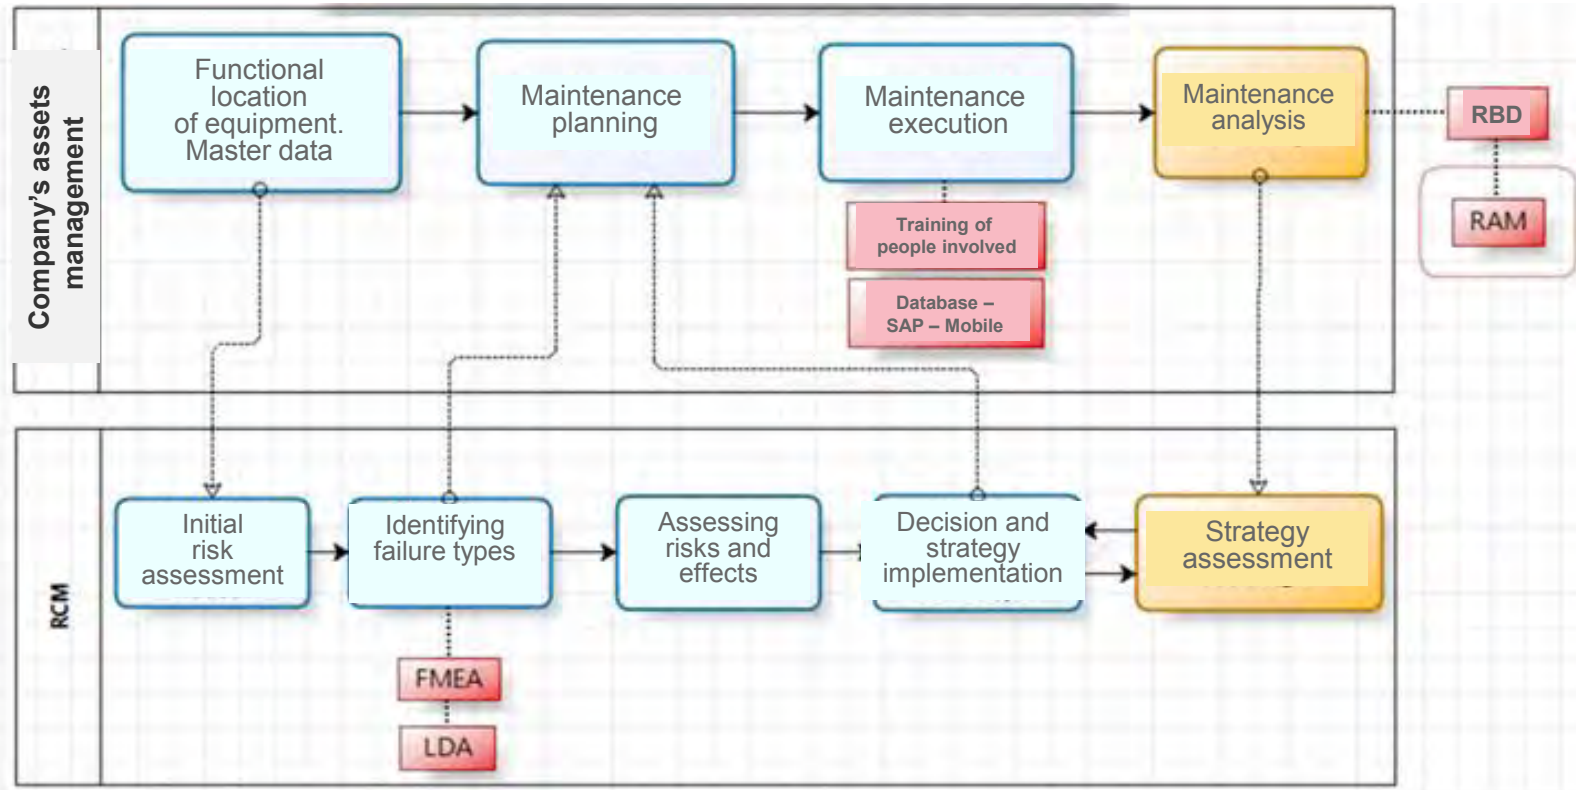 Company's assets
management
Functional
location
of equipment.
Master data
Maintenance
planning
Maintenance
execution
Maintenance
analysis
RBD
RAM
Training of
people involved
Database –
SAP – Mobile
RCM
Initial
risk
assessment
Identifying
failure types
Assessing
risks and
effects
Decision and
strategy
implementation
Strategy
assessment
FMEA
LDA